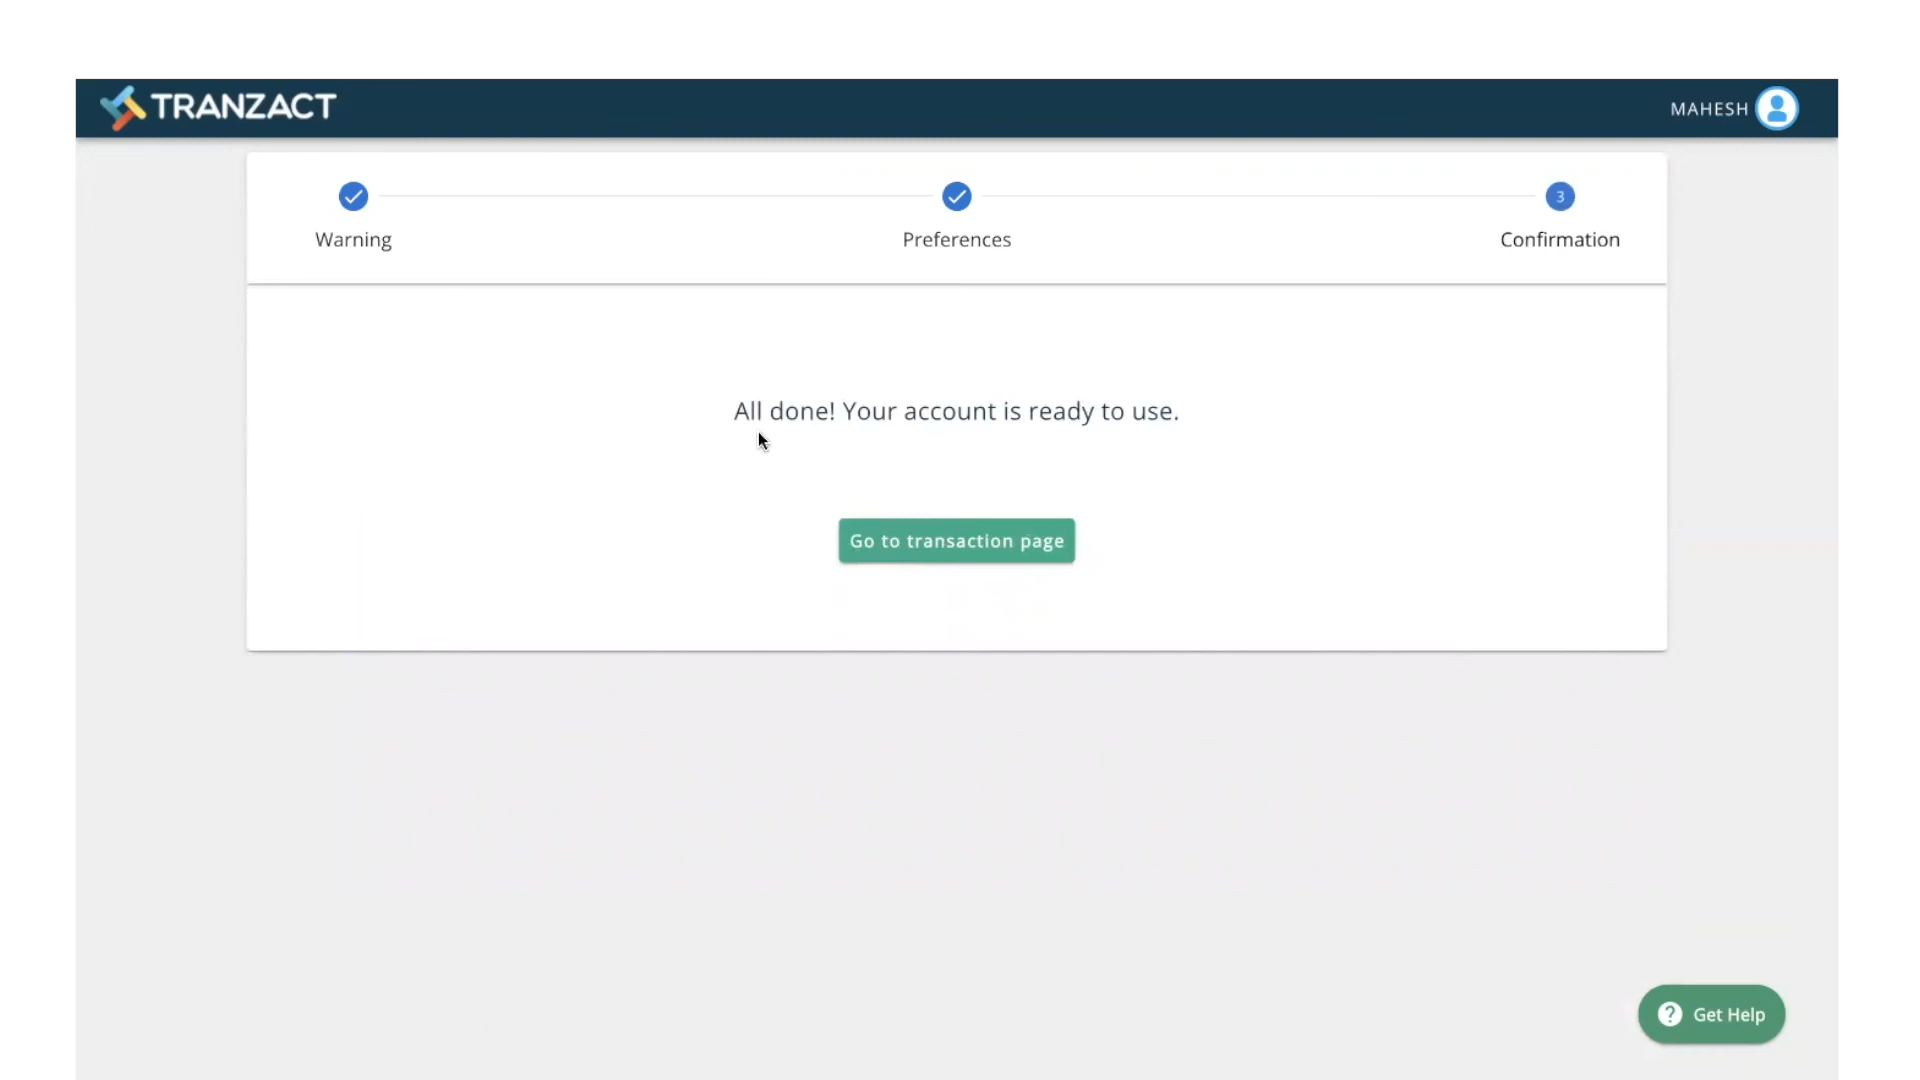 TRANZACT
MAHESH
3
Warning
Preferences
Confirmation
All done! Your account is ready to use.
Go to transaction page
? Get Help